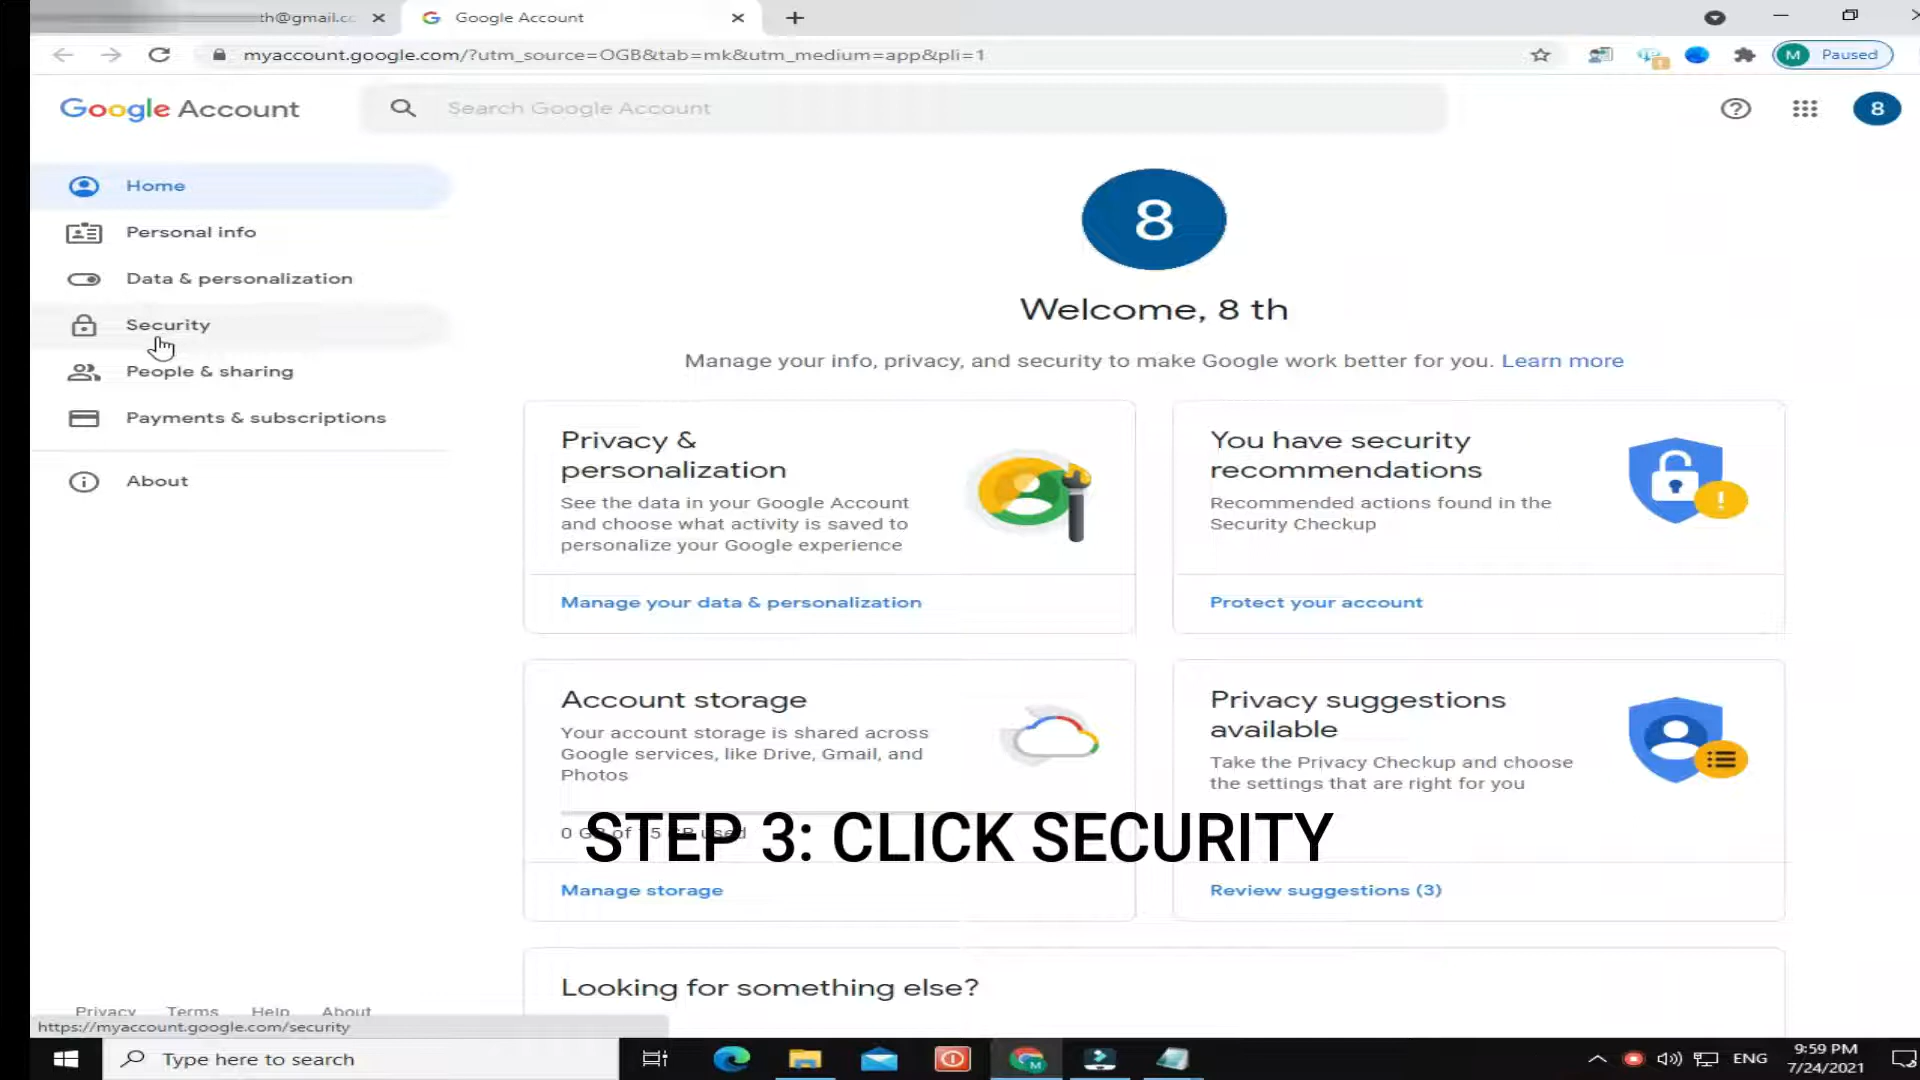 th@gmail.c
Google Account
myaccount.google.com/?utm_source=OGB&tab=mk&utm_medium=app&pli=1
M Paused
Google Account
Search Google Account
8
Home
Personal info
Data & personalization
Security
People & sharing
Payments & subscriptions
About
8
Welcome, 8 th
Manage your info, privacy, and security to make Google work better for you. Learn more
Privacy &
personalization
See the data in your Google Account
and choose what activity is saved to
personalize your Google experience
Manage your data & personalization
You have security
recommendations
Recommended actions found in the
Security Checkup
Protect your account
Account storage
Your account storage is shared across
Google services, like Drive, Gmail, and
Photos
0 GB of 15 GB used
Manage storage
Privacy suggestions
available
Take the Privacy Checkup and choose
the settings that are right for you
Review suggestions (3)
STEP 3: CLICK SECURITY
Looking for something else?
Privacy Terms Help About
https://myaccount.google.com/security
Type here to search
M
ENG
9:59 PM
7/24/2021